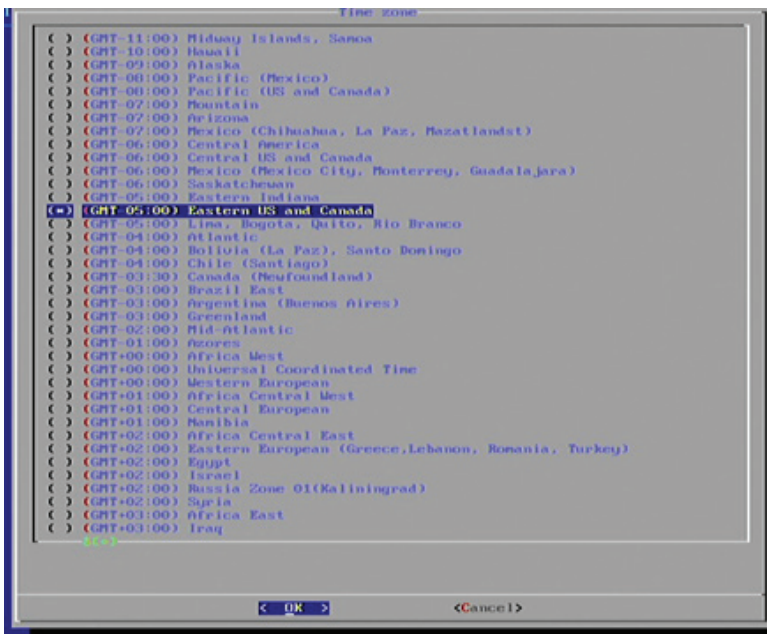 Time zone
( ) (GMT-11:00) Midway Islands, Samoa
( ) (GMT-10:00) Hawaii
( ) (GMT-09:00) Alaska
( ) (GMT-08:00) Pacific (Mexico)
( ) (GMT-08:00) Pacific (US and Canada)
( ) (GMT-07:00) Mountain
( ) (GMT-07:00) Arizona
( ) (GMT-07:00) Mexico (Chihuahua, La Paz, Mazatlandst)
( ) (GMT-06:00) Central America
( ) (GMT-06:00) Central US and Canada
( ) (GMT-06:00) Mexico (Mexico City, Monterrey, Guadalajara)
( ) (GMT-06:00) Saskatchewan
( ) (GMT-05:00) Eastern Indiana
(=) (GMT-05:00) Eastern US and Canada
( ) (GMT-05:00) Lima, Bogota, Quito, Rio Branco
( ) (GMT-04:00) Atlantic
( ) (GMT-04:00) Bolivia (La Paz), Santo Domingo
( ) (GMT-04:00) Chile (Santiago)
( ) (GMT-03:30) Canada (Newfoundland)
( ) (GMT-03:00) Brazil East
( ) (GMT-03:00) Argentina (Buenos Aires)
( ) (GMT-03:00) Greenland
( ) (GMT-02:00) Mid-Atlantic
( ) (GMT-01:00) Azores
( ) (GMT+00:00) Africa West
( ) (GMT+00:00) Universal Coordinated Time
( ) (GMT+00:00) Western European
( ) (GMT+01:00) Africa Central West
( ) (GMT+01:00) Central European
( ) (GMT+01:00) Namibia
( ) (GMT+02:00) Africa Central East
( ) (GMT+02:00) Eastern European (Greece,Lebanon, Romania, Turkey)
( ) (GMT+02:00) Egypt
( ) (GMT+02:00) Israel
( ) (GMT+02:00) Russia Zone 01(Kaliningrad)
( ) (GMT+02:00) Syria
( ) (GMT+03:00) Africa East
( ) (GMT+03:00) Iraq
< OK > <Cancel>